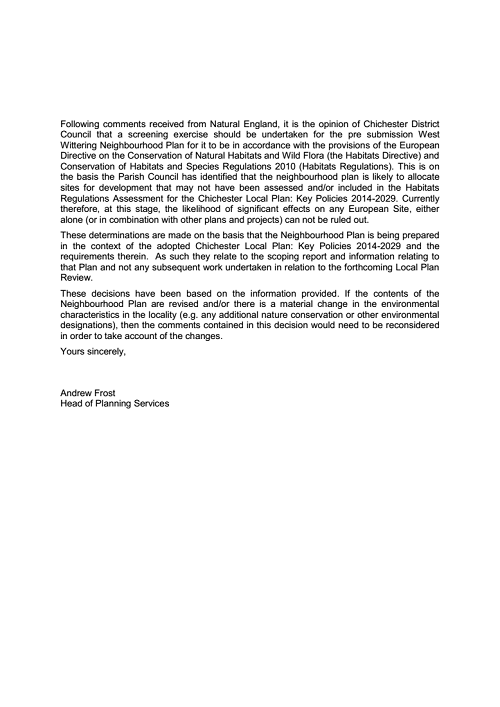 Following comments received from Natural England, it is the opinion of Chichester District
Council that a screening exercise should be undertaken for the pre submission West
Wittering Neighbourhood Plan for it to be in accordance with the provisions of the European
Directive on the Conservation of Natural Habitats and Wild Flora (the Habitats Directive) and
Conservation of Habitats and Species Regulations 2010 (Habitats Regulations). This is on
the basis the Parish Council has identified that the neighbourhood plan is likely to allocate
sites for development that may not have been assessed and/or included in the Habitats
Regulations Assessment for the Chichester Local Plan: Key Policies 2014-2029. Currently
therefore, at this stage, the likelihood of significant effects on any European Site, either
alone (or in combination with other plans and projects) can not be ruled out.
These determinations are made on the basis that the Neighbourhood Plan is being prepared
in the context of the adopted Chichester Local Plan: Key Policies 2014-2029 and the
requirements therein. As such they relate to the scoping report and information relating to
that Plan and not any subsequent work undertaken in relation to the forthcoming Local Plan
Review.
These decisions have been based on the information provided. If the contents of the
Neighbourhood Plan are revised and/or there is a material change in the environmental
characteristics in the locality (e.g. any additional nature conservation or other environmental
designations), then the comments contained in this decision would need to be reconsidered
in order to take account of the changes.
Yours sincerely,
Andrew Frost
Head of Planning Services